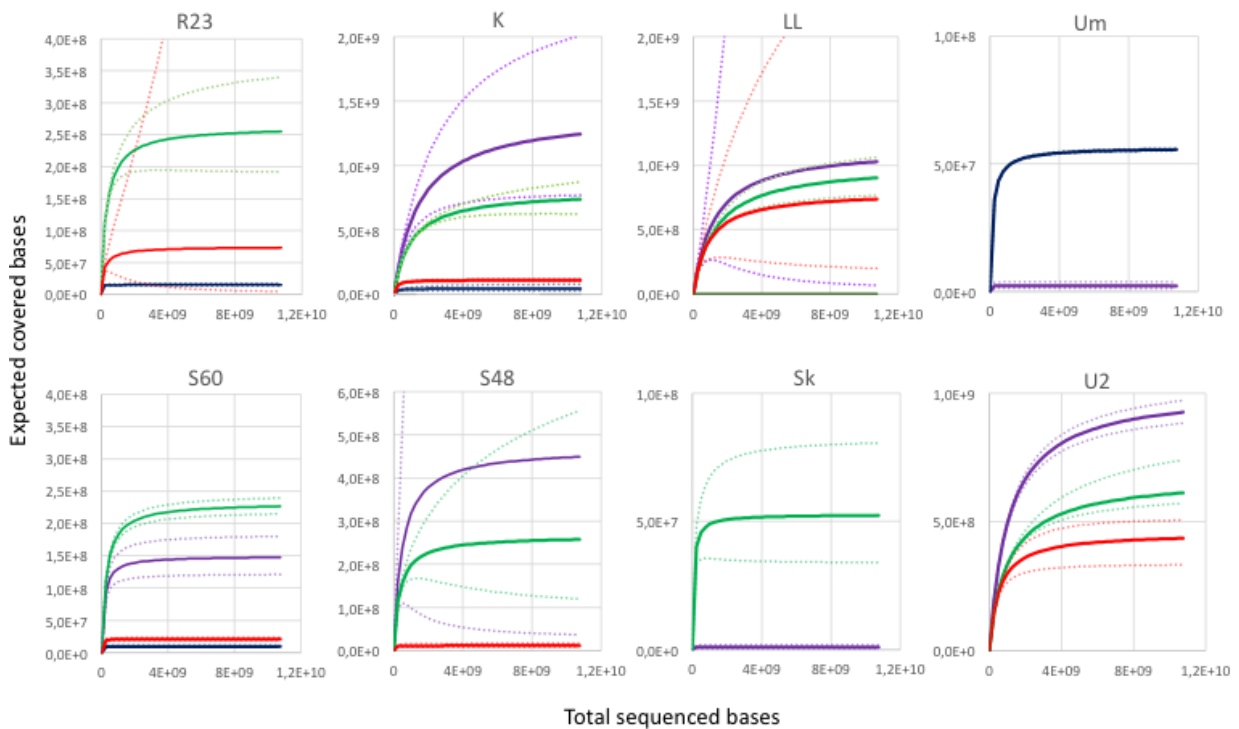 R23
K
LL
Um
4,0E+8
3,5E+8
3,0E+8
2,5E+8
2,0E+8
1,5E+8
1,0E+8
5,0E+7
0,0E+0
0
4E+09
8E+09
1,2E+10
2,0E+9
1,5E+9
1,0E+9
5,0E+8
0,0E+0
0
4E+09
8E+09
1,2E+10
2,0E+9
1,5E+9
1,0E+9
5,0E+8
0,0E+0
0
4E+09
8E+09
1,2E+10
1,0E+8
5,0E+7
0,0E+0
0
4E+09
8E+09
1,2E+10
Expected covered bases
S60
S48
Sk
U2
4,0E+8
3,5E+8
3,0E+8
2,5E+8
2,0E+8
1,5E+8
1,0E+8
5,0E+7
0,0E+0
0
4E+09
8E+09
1,2E+10
6,0E+8
5,0E+8
4,0E+8
3,0E+8
2,0E+8
1,0E+8
0,0E+0
0
4E+09
8E+09
1,2E+10
1,0E+8
5,0E+7
0,0E+0
0
4E+09
8E+09
1,2E+10
1,0E+9
5,0E+8
0,0E+0
0
4E+09
8E+09
1,2E+10
Total sequenced bases